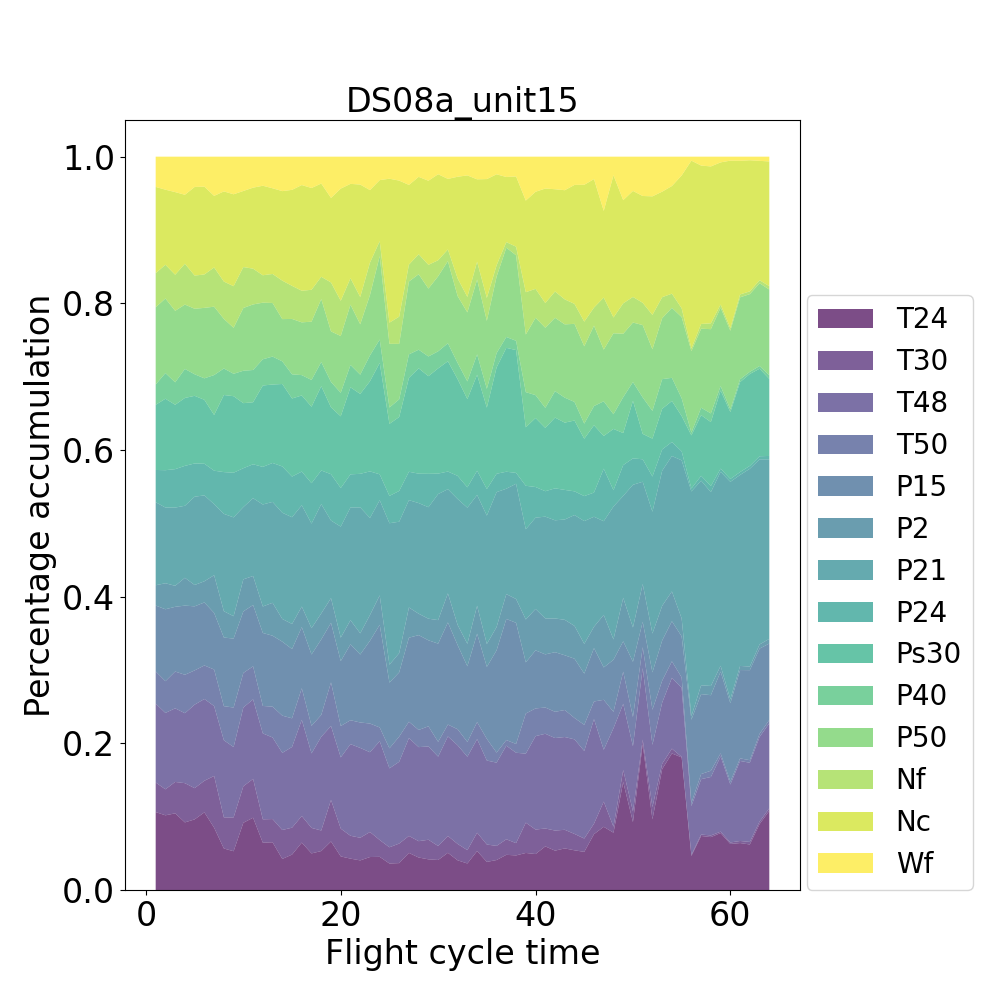 DS08a_unit15
Percentage accumulation
1.0
0.8
0.6
0.4
0.2
0.0
0 20 40 60
Flight cycle time
T24
T30
T48
T50
P15
P2
P21
P24
Ps30
P40
P50
Nf
Nc
Wf